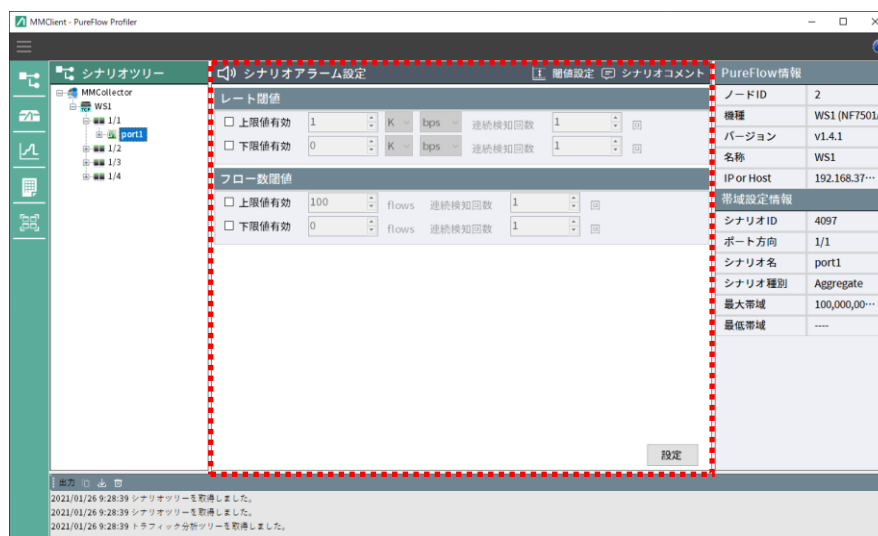 MMClient - PureFlow Profiler
シナリオツリー
MMCollector
WS1
1/1
port1
1/2
1/3
1/4
シナリオアラーム設定
閾値設定
シナリオコメント
レート閾値
上限値有効 1 K bps 連続検知回数 1 回
下限値有効 0 K bps 連続検知回数 1 回
フロー数閾値
上限値有効 100 flows 連続検知回数 1 回
下限値有効 0 flows 連続検知回数 1 回
設定
PureFlow情報
ノードID 2
機種 WS1 (NF7501/
バージョン v1.4.1
名称 WS1
IP or Host 192.168.37…
帯域設定情報
シナリオID 4097
ポート方向 1/1
シナリオ名 port1
シナリオ種別 Aggregate
最大帯域 100,000,00…
最低帯域 ----
出力
2021/01/26 9:28:39 シナリオツリーを取得しました。
2021/01/26 9:28:39 シナリオツリーを取得しました。
2021/01/26 9:28:39 トラフィック分析ツリーを取得しました。